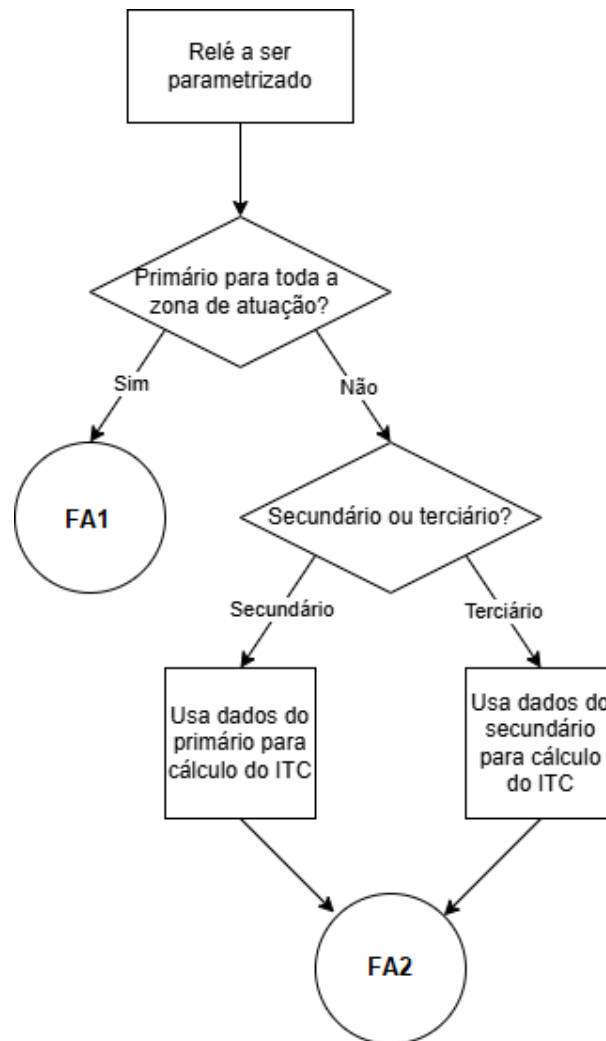 Relé a ser
parametrizado
Primário para toda a
zona de atuação?
Sim
Não
FA1
Secundário ou terciário?
Secundário
Terciário
Usa dados do
primário para
cálculo do ITC
Usa dados do
secundário
para cálculo
do ITC
FA2